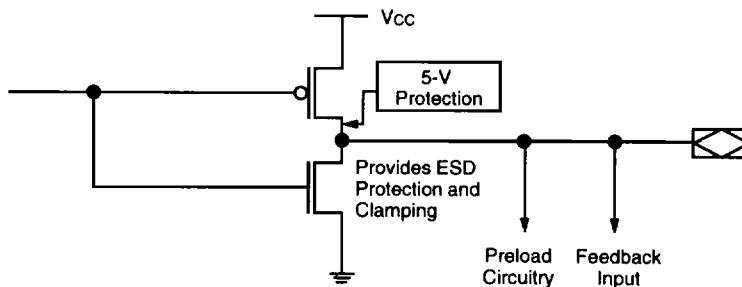 Vcc
5-V
Protection
Provides ESD
Protection and
Clamping
Preload
Circuitry
Feedback
Input